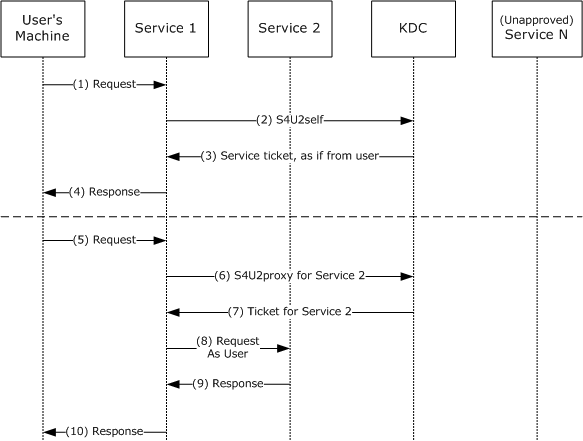 User's
Machine
Service 1
Service 2
KDC
(Unapproved)
Service N
(1) Request
(2) S4U2self
(3) Service ticket, as if from user
(4) Response
(5) Request
(6) S4U2proxy for Service 2
(7) Ticket for Service 2
(8) Request
As User
(9) Response
(10) Response